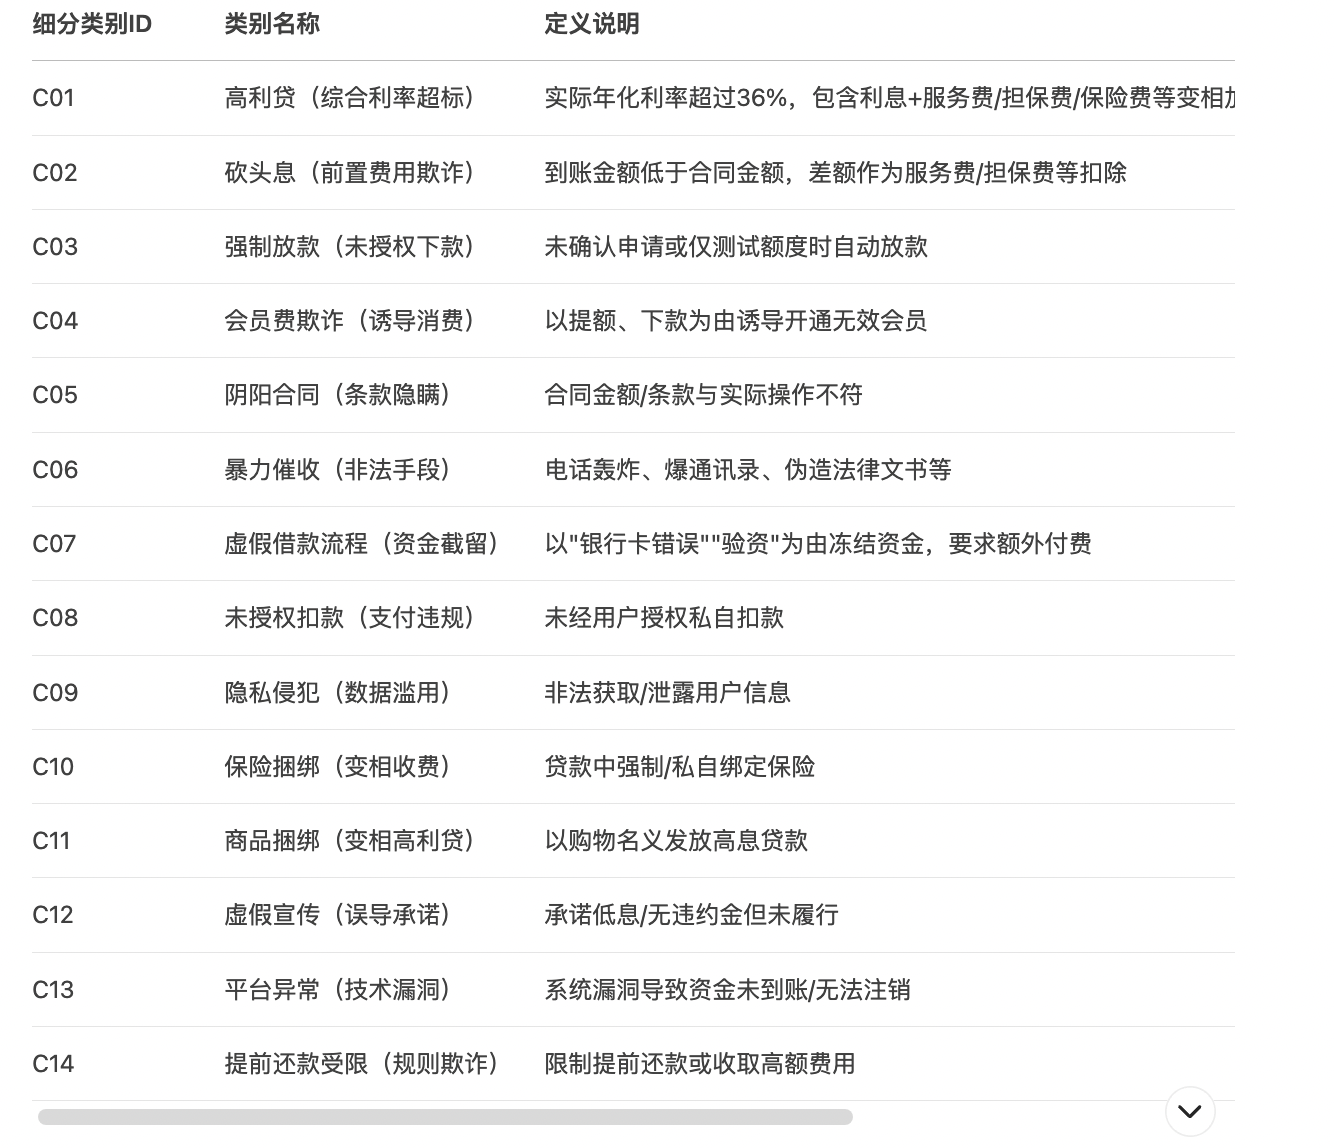 细分类别ID 类别名称 定义说明
C01 高利贷（综合利率超标） 实际年化利率超过36%，包含利息+服务费/担保费/保险费等变相
C02 砍头息（前置费用欺诈） 到账金额低于合同金额，差额作为服务费/担保费等扣除
C03 强制放款（未授权下款） 未确认申请或仅测试额度时自动放款
C04 会员费欺诈（诱导消费） 以提额、下款为由诱导开通无效会员
C05 阴阳合同（条款隐瞒） 合同金额/条款与实际操作不符
C06 暴力催收（非法手段） 电话轰炸、爆通讯录、伪造法律文书等
C07 虚假借款流程（资金截留） 以"银行卡错误""验资"为由冻结资金，要求额外付费
C08 未授权扣款（支付违规） 未经用户授权私自扣款
C09 隐私侵犯（数据滥用） 非法获取/泄露用户信息
C10 保险捆绑（变相收费） 贷款中强制/私自绑定保险
C11 商品捆绑（变相高利贷） 以购物名义发放高息贷款
C12 虚假宣传（误导承诺） 承诺低息/无违约金但未履行
C13 平台异常（技术漏洞） 系统漏洞导致资金未到账/无法注销
C14 提前还款受限（规则欺诈） 限制提前还款或收取高额费用